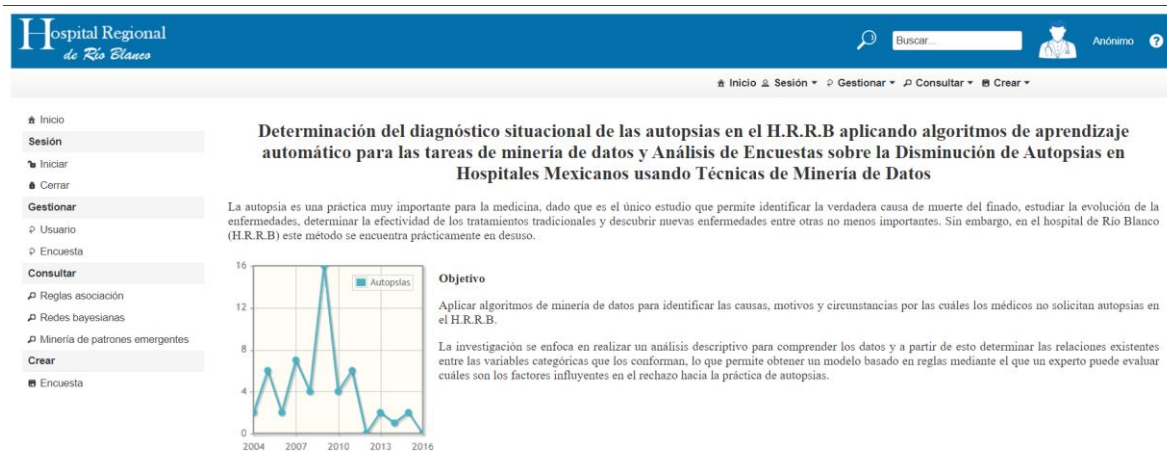 Hospital Regional
de Río Blanco
Buscar...
Anónimo
Inicio Sesión Gestionar Consultar Crear
Inicio
Sesión
Iniciar
Cerrar
Gestionar
Usuario
Encuesta
Consultar
Reglas asociación
Redes bayesianas
Minería de patrones emergentes
Crear
Encuesta
Determinación del diagnóstico situacional de las autopsias en el H.R.R.B aplicando algoritmos de aprendizaje
automático para las tareas de minería de datos y Análisis de Encuestas sobre la Disminución de Autopsias en
Hospitales Mexicanos usando Técnicas de Minería de Datos
La autopsia es una práctica muy importante para la medicina, dado que es el único estudio que permite identificar la verdadera causa de muerte del finado, estudiar la evolución de la
enfermedades, determinar la efectividad de los tratamientos tradicionales y descubrir nuevas enfermedades entre otras no menos importantes. Sin embargo, en el hospital de Río Blanco
(H.R.R.B) este método se encuentra prácticamente en desuso.
16
12
8
4
0
2004 2007 2010 2013 2016
Autopsias
Objetivo
Aplicar algoritmos de minería de datos para identificar las causas, motivos y circunstancias por las cuáles los médicos no solicitan autopsias en
el H.R.R.B.
La investigación se enfoca en realizar un análisis descriptivo para comprender los datos y a partir de esto determinar las relaciones existentes
entre las variables categóricas que los conforman, lo que permite obtener un modelo basado en reglas mediante el que un experto puede evaluar
cuáles son los factores influyentes en el rechazo hacia la práctica de autopsias.